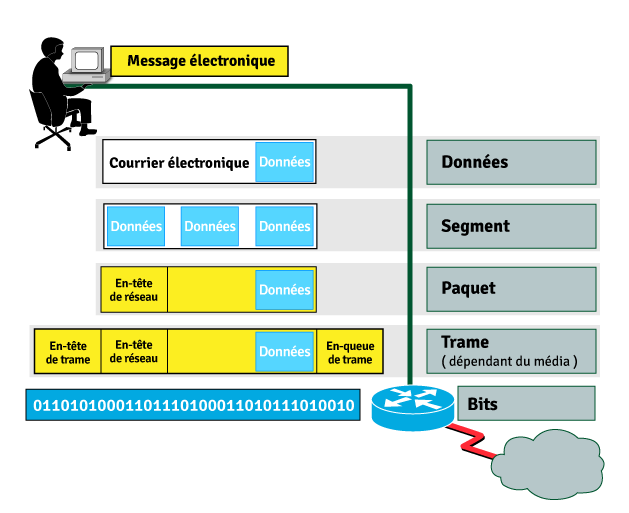 Message électronique
Courrier électronique Données
Données
Données Données Données
Segment
En-tête
de réseau
Données
Paquet
En-tête
de trame
En-tête
de réseau
Données
En-queue
de trame
Trame
( dépendant du média )
01101010001101110100011010111010010
Bits